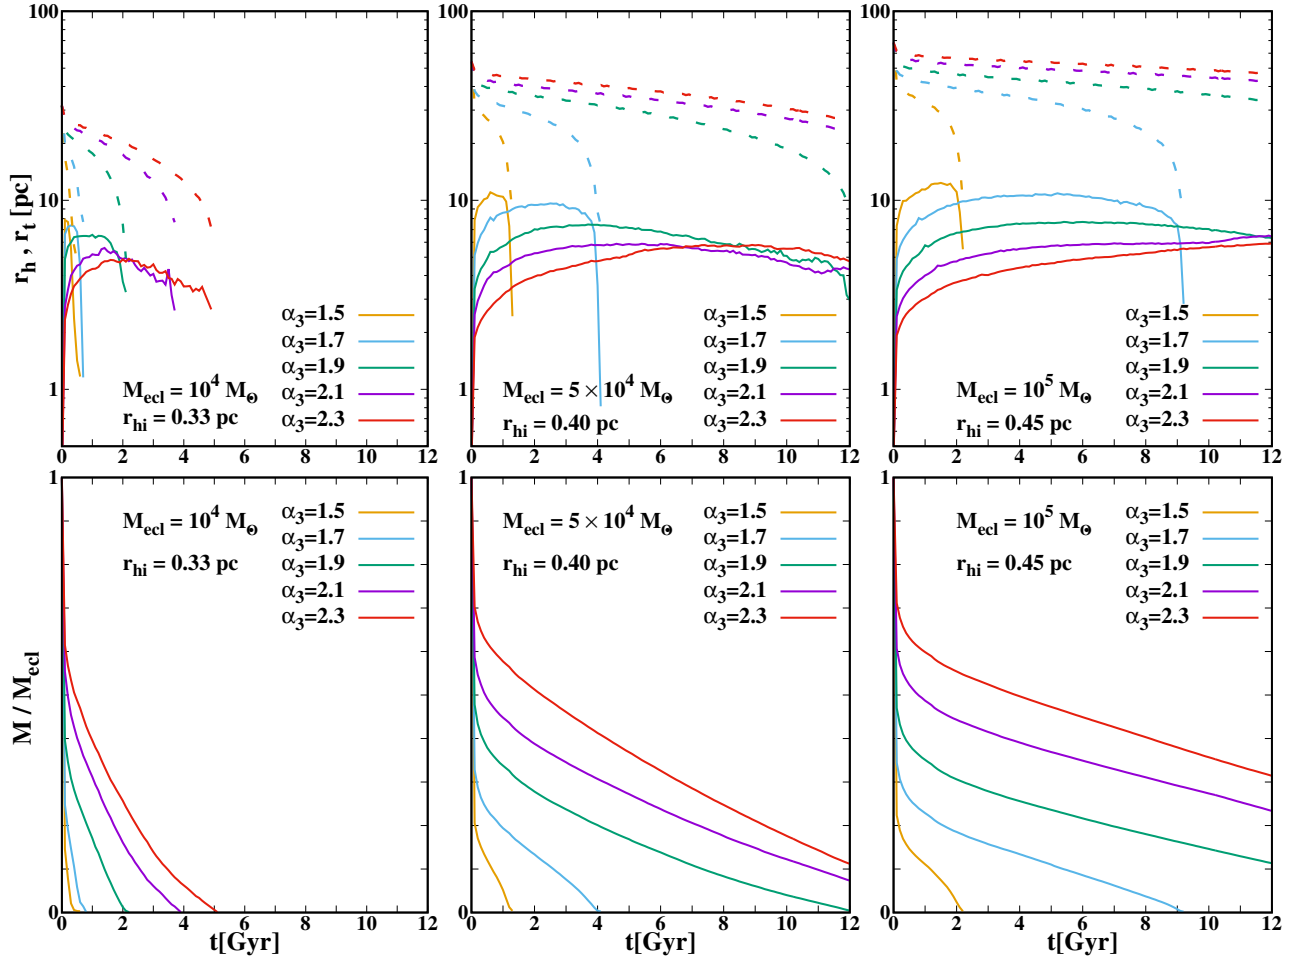 r_h , r_t [pc]
100
10
1
α_3=1.5
α_3=1.7
α_3=1.9
α_3=2.1
α_3=2.3
M_ecl = 10^4 M_⊙
r_hi = 0.33 pc
0 2 4 6 8 10 12
100
10
1
α_3=1.5
α_3=1.7
α_3=1.9
α_3=2.1
α_3=2.3
M_ecl = 5 × 10^4 M_⊙
r_hi = 0.40 pc
0 2 4 6 8 10 12
100
10
1
α_3=1.5
α_3=1.7
α_3=1.9
α_3=2.1
α_3=2.3
M_ecl = 10^5 M_⊙
r_hi = 0.45 pc
0 2 4 6 8 10 12
M / M_ecl
1
0
M_ecl = 10^4 M_⊙
r_hi = 0.33 pc
α_3=1.5
α_3=1.7
α_3=1.9
α_3=2.1
α_3=2.3
0 2 4 6 8 10 12
t[Gyr]
1
0
M_ecl = 5 × 10^4 M_⊙
r_hi = 0.40 pc
α_3=1.5
α_3=1.7
α_3=1.9
α_3=2.1
α_3=2.3
0 2 4 6 8 10 12
t[Gyr]
1
0
M_ecl = 10^5 M_⊙
r_hi = 0.45 pc
α_3=1.5
α_3=1.7
α_3=1.9
α_3=2.1
α_3=2.3
0 2 4 6 8 10 12
t[Gyr]